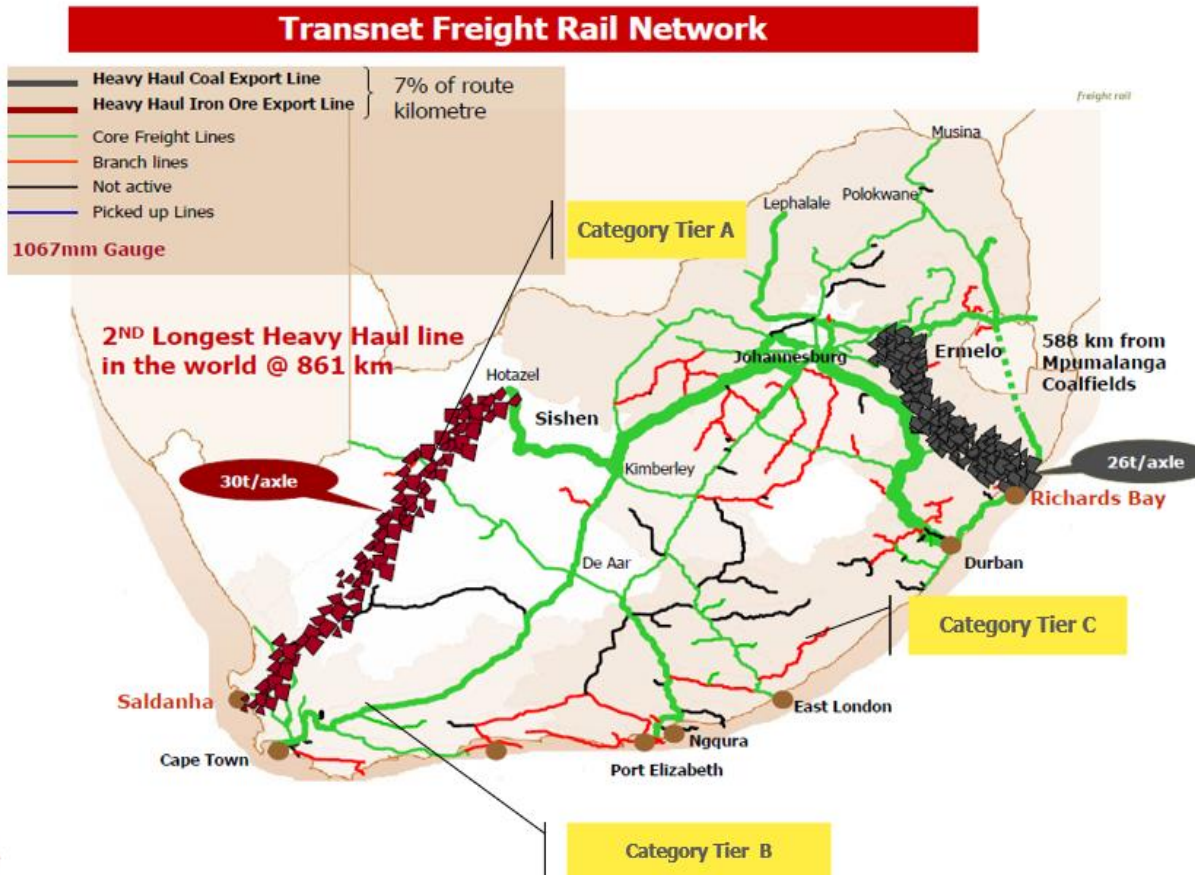 Transnet Freight Rail Network
Heavy Haul Coal Export Line
Heavy Haul Iron Ore Export Line
7% of route
kilometre
Core Freight Lines
Branch lines
Not active
Picked up Lines
1067mm Gauge
freight rail
Musina
Polokwane
Lephalale
Category Tier A
2ND Longest Heavy Haul line
in the world @ 861 km
Johannesburg
Ermelo
588 km from
Mpumalanga
Coalfields
Hotazel
Sishen
Kimberley
30t/axle
26t/axle
Richards Bay
De Aar
Durban
Category Tier C
Saldanha
East London
Ngqura
Cape Town
Port Elizabeth
Category Tier B